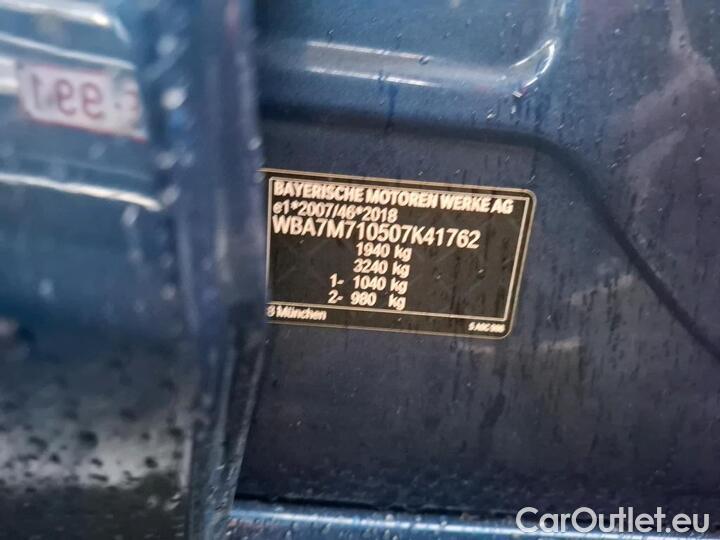 BAYERISCHE MOTOREN WERKE AG
e1*2007/46*2018
WBA7M710507K41762
1940 kg
3240 kg
1- 1040 kg
2- 980 kg
München
CarOutlet.eu